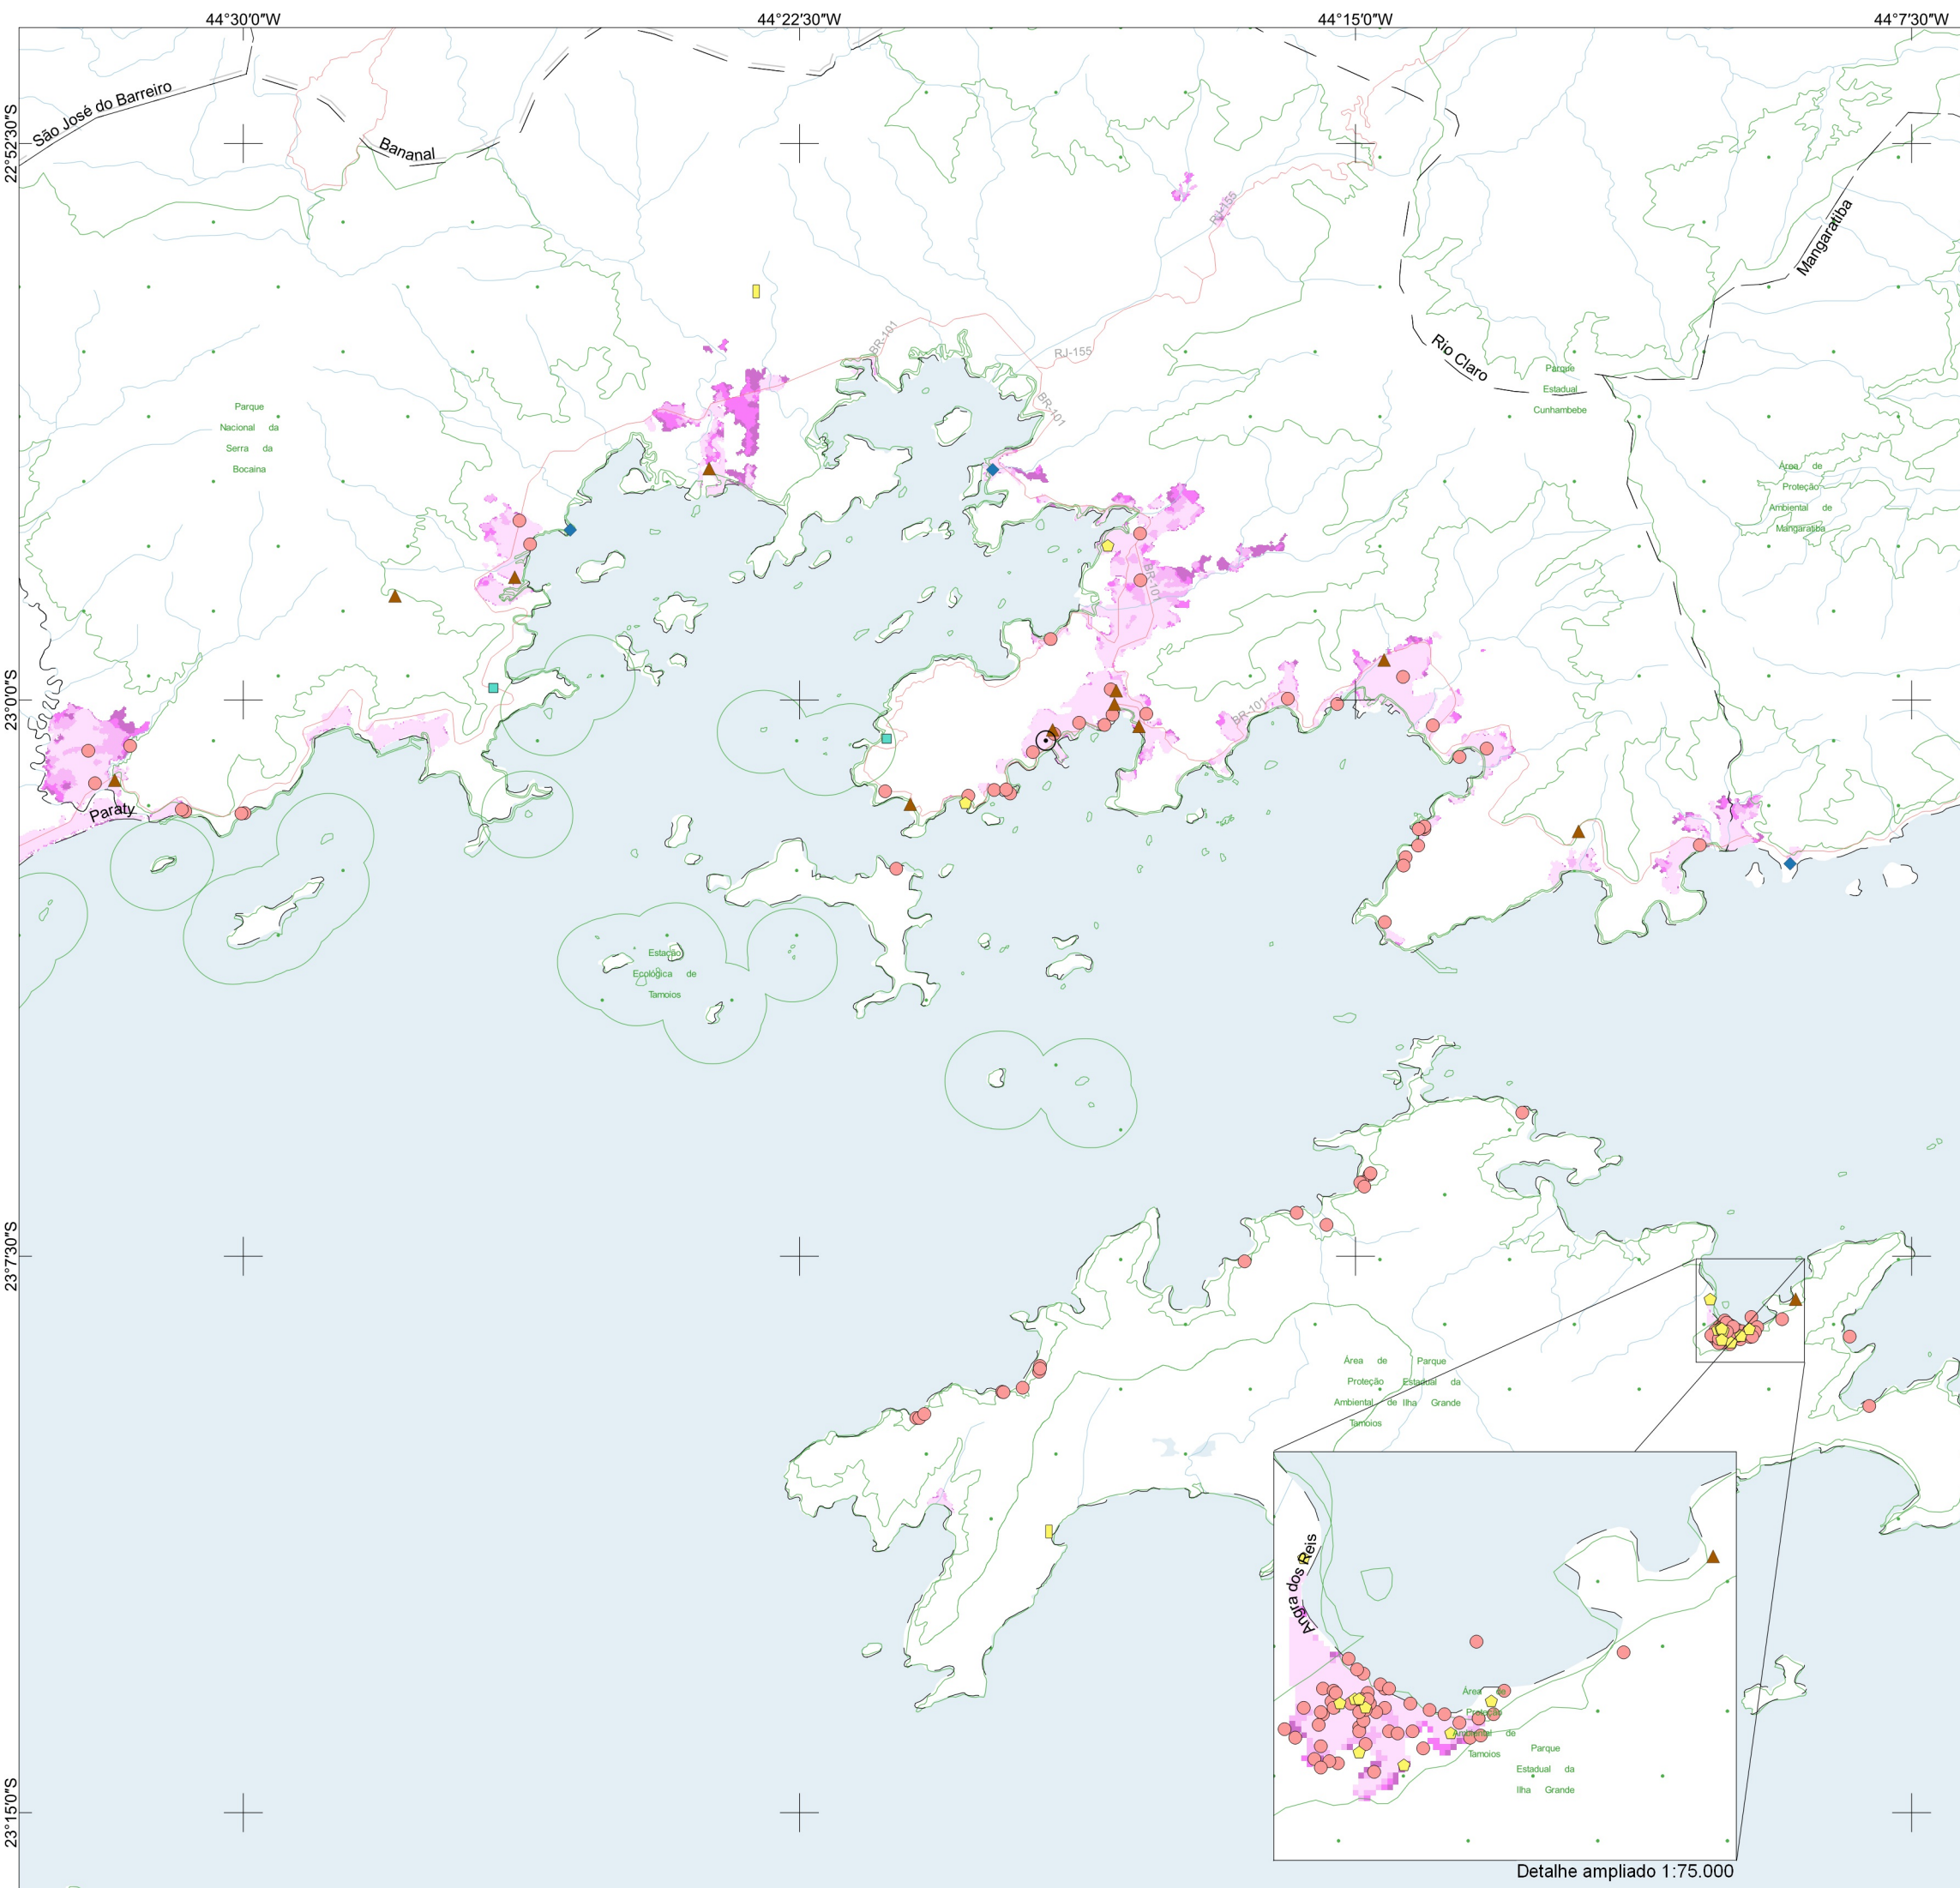 44°30'0"W
44°22'30"W
44°15'0"W
44°7'30"W
22°52'30"S
São José do Barreiro
Bananal
RJ-155
Mangaratiba
BR-101
RJ-155
Rio Claro
Parque
Estadual
Cunhambebe
BR-101
Parque
Nacional da
Serra da
Bocaina
Área de
Proteção
Ambiental de
Mangaratiba
BR-101
23°0'0"S
BR-101
Paraty
Estação
Ecológica de
Tamoios
23°7'30"S
Área de
Proteção
Ambiental de
Tamoios
Parque
Estadual da
Ilha Grande
Angra dos Reis
Área de
Proteção
Ambiental de
Tamoios
Parque
Estadual da
Ilha Grande
23°15'0"S
Detalhe ampliado 1:75.000